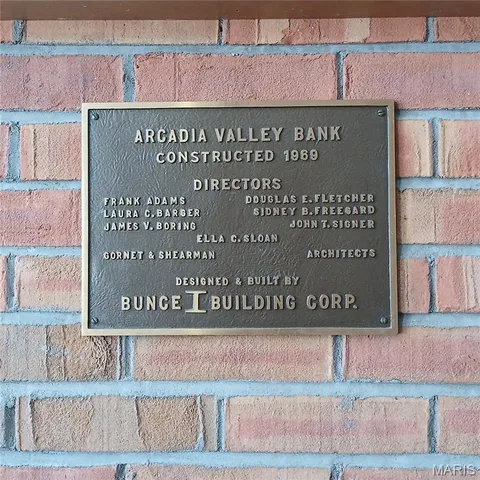 ARCADIA VALLEY BANK
CONSTRUCTED 1969
DIRECTORS
FRANK ADAMS DOUGLAS E. FLETCHER
LAURA C. BARGER SIDNEY B. FREEGARD
JAMES V. BORING JOHN T. SIGNER
ELLA C. SLOAN
GORNET & SHEARMAN ARCHITECTS
DESIGNED & BUILT BY
BUNCE I BUILDING CORP.
MARIS